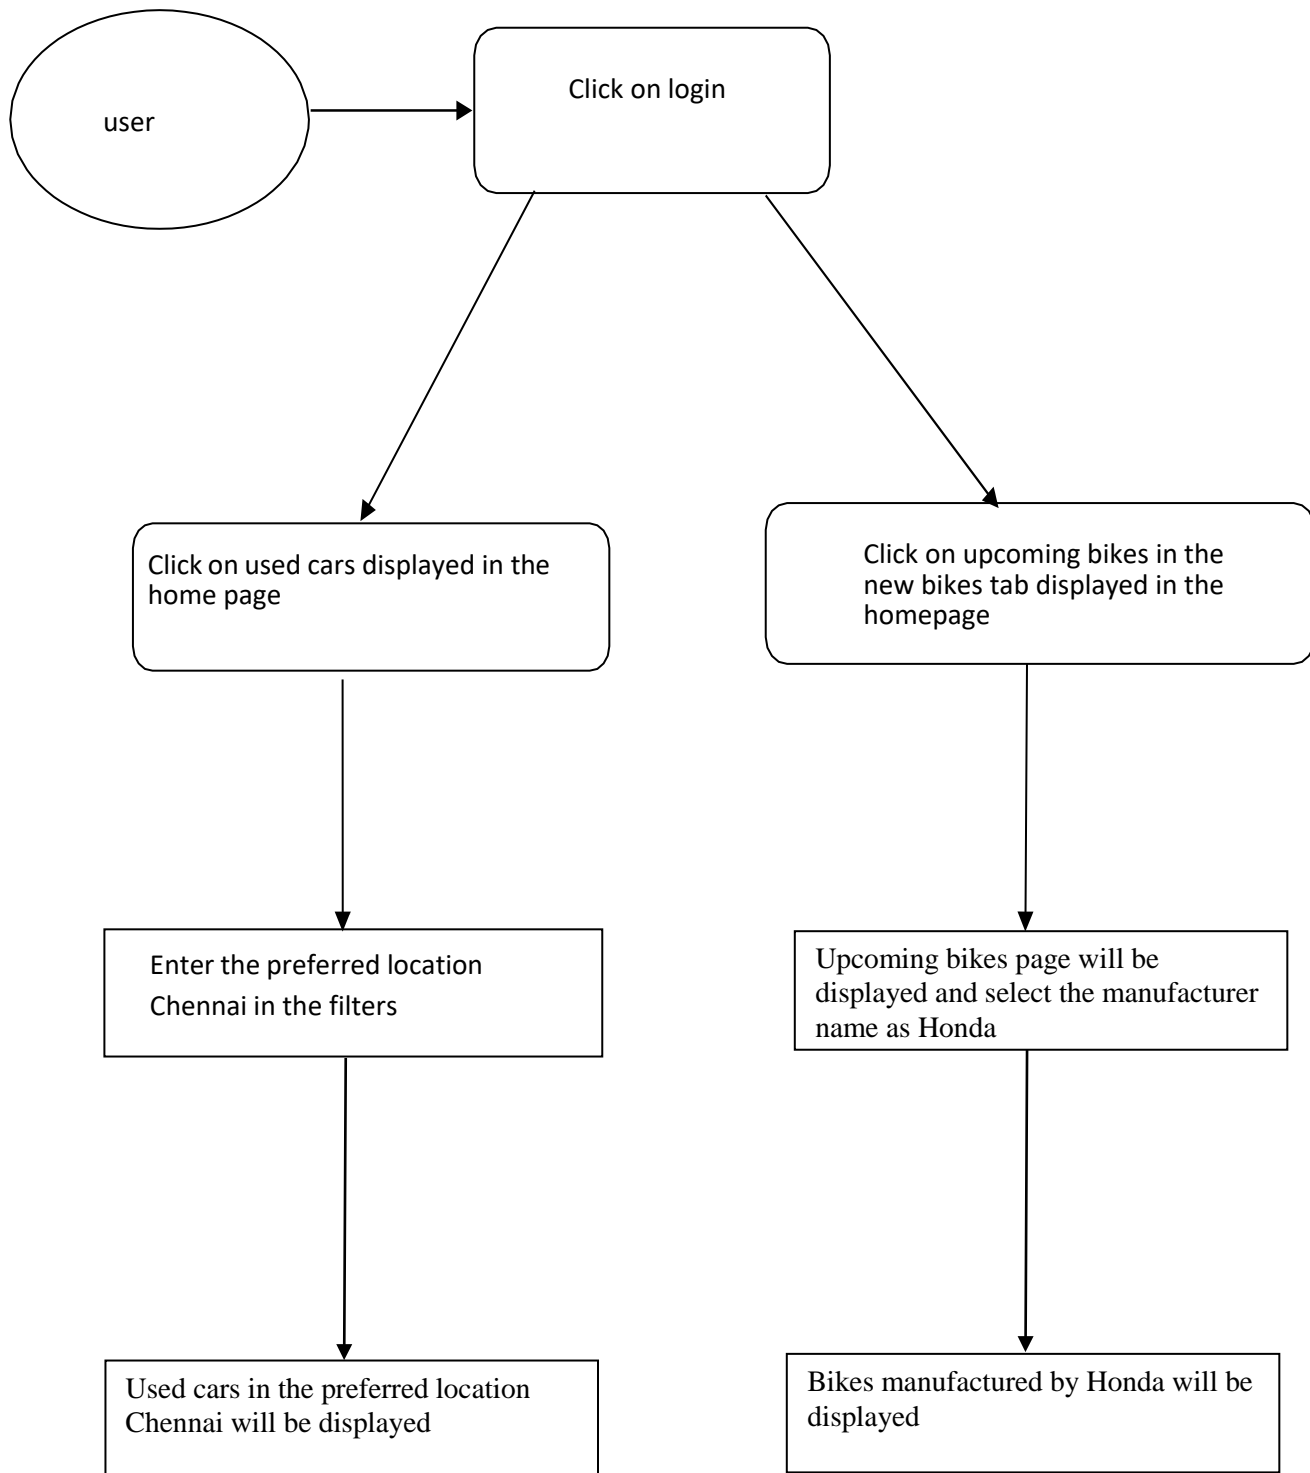 user
Click on login
Click on used cars displayed in the
home page
Click on upcoming bikes in the
new bikes tab displayed in the
homepage
Enter the preferred location
Chennai in the filters
Upcoming bikes page will be
displayed and select the manufacturer
name as Honda
Used cars in the preferred location
Chennai will be displayed
Bikes manufactured by Honda will be
displayed